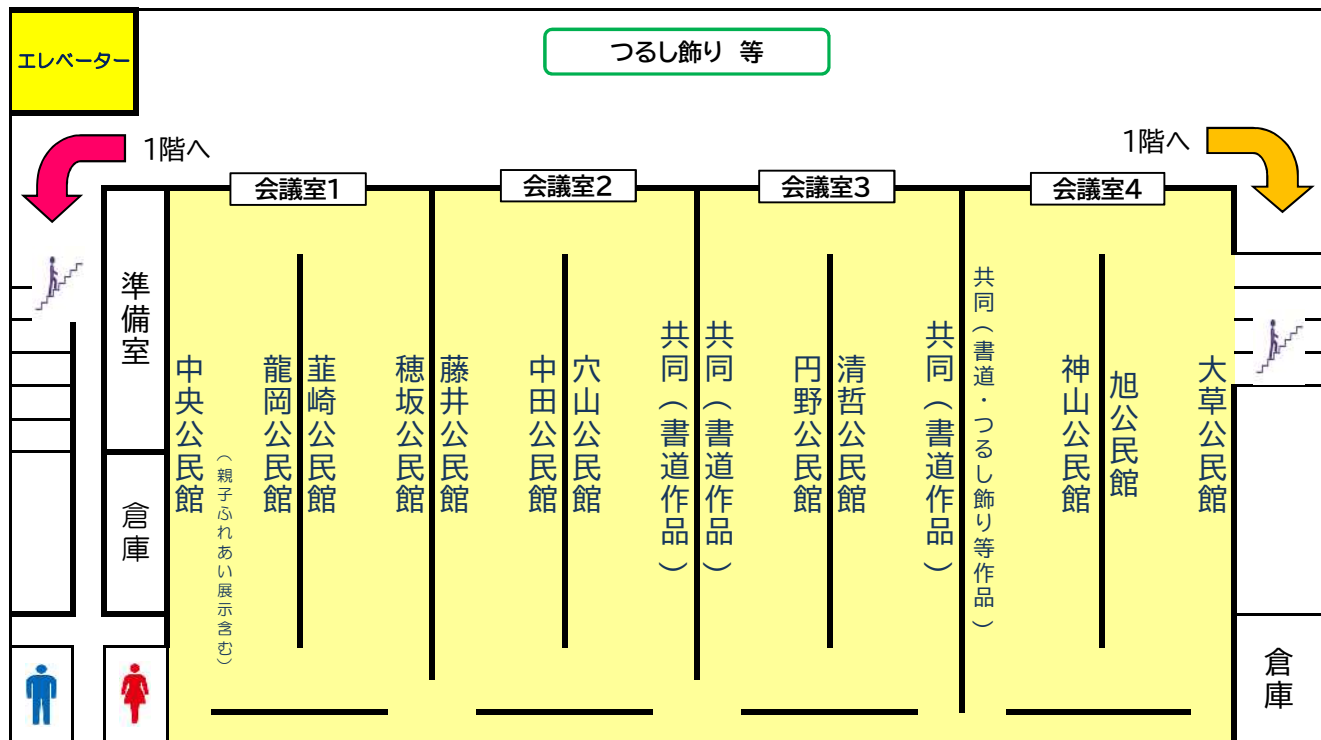 エレベーター
つるし飾り 等
1階へ
1階へ
会議室1
会議室2
会議室3
会議室4
準備室
倉庫
中央公民館
（親子ふれあい展示含む）
龍岡公民館
韮崎公民館
穂坂公民館
藤井公民館
中田公民館
穴山公民館
共同（書道作品）
共同（書道作品）
円野公民館
清哲公民館
共同（書道作品）
共同（書道・つるし飾り等作品）
神山公民館
旭公民館
大草公民館
倉庫